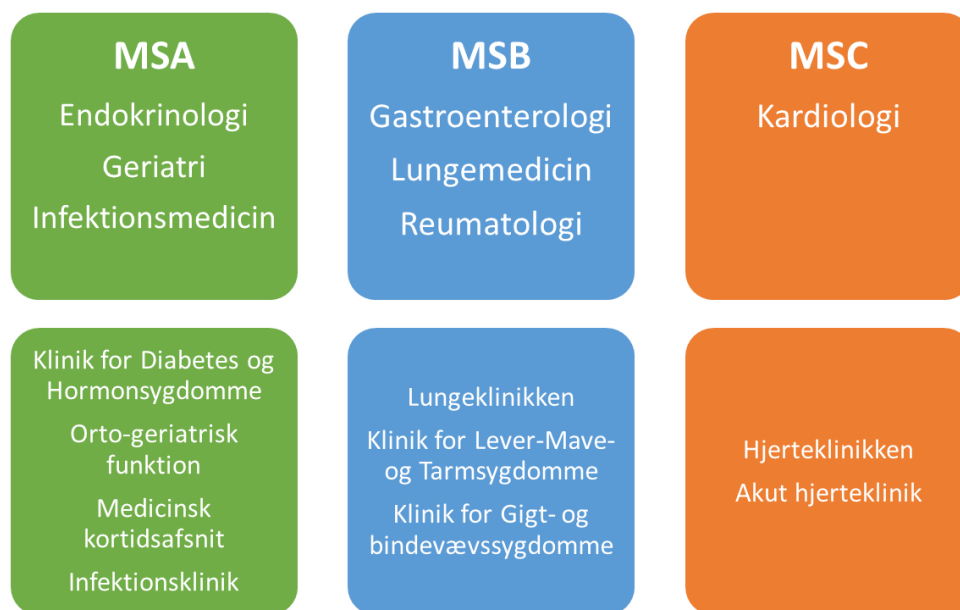 MSA
Endokrinologi
Geriatri
Infektionsmedicin
MSB
Gastroenterologi
Lungemedicin
Reumatologi
MSC
Kardiologi
Klinik for Diabetes og
Hormonsygdomme
Orto-geriatrisk
funktion
Medicinsk
kortidsafsnit
Infektionsklinik
Lungeklinikken
Klinik for Lever-Mave-
og Tarmsygdomme
Klinik for Gigt- og
bindevævssygdomme
Hjerteklinikken
Akut hjerteklinik